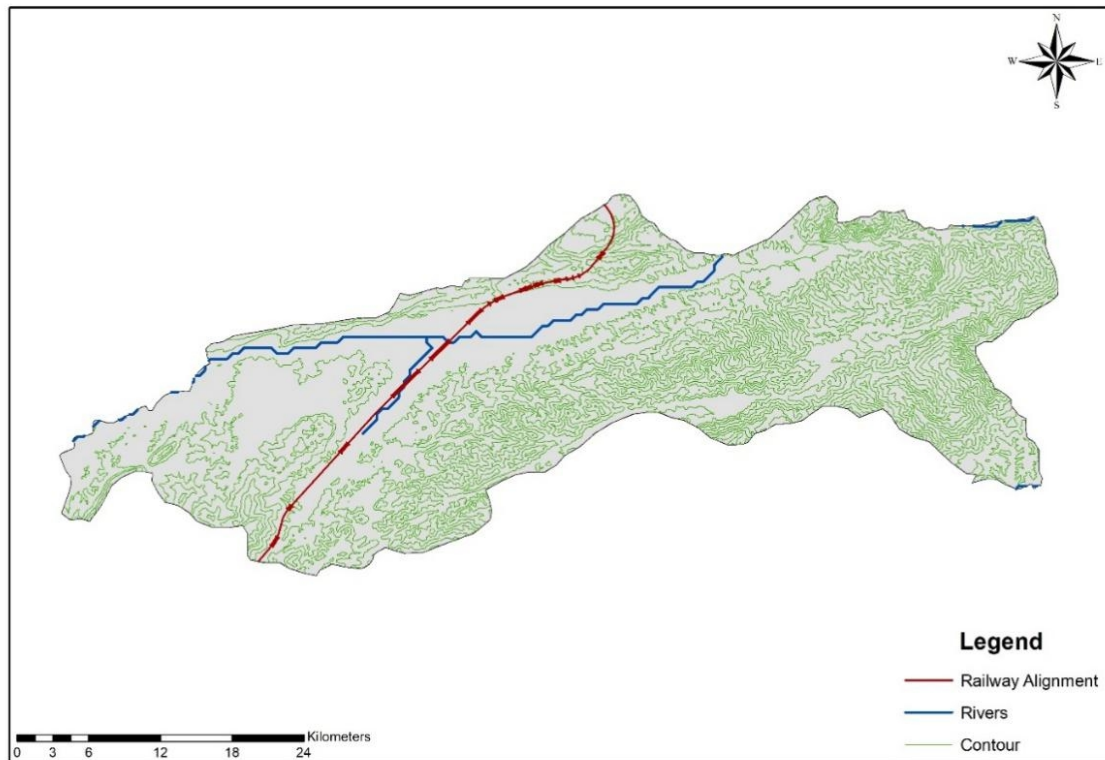 N
W E
S
Legend
Railway Alignment
Rivers
Contour
Kilometers
0 3 6 12 18 24